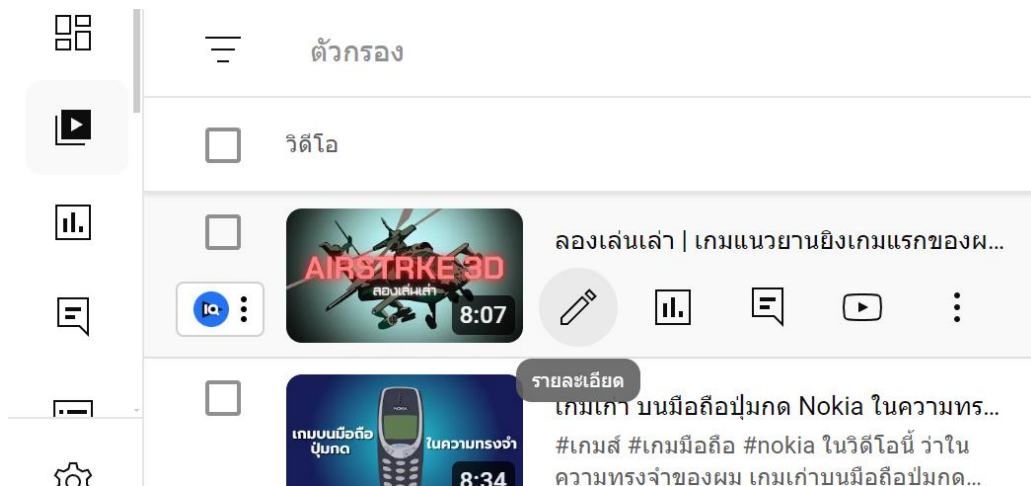 ตัวกรอง
วิดีโอ
AIRSTRKE 3D
ลองเล่นเล่า
8:07
ลองเล่นเล่า | เกมแนวยานยิงเกมแรกของผ...
IQ
รายละเอียด
เกมบนมือถือ
ปุ่มกด
NOKIA
ในความทรงจำ
8:34
เกมเก่า บนมือถือปุ่มกด Nokia ในความทร...
#เกมส์ #เกมมือถือ #nokia ในวิดีโอนี้ ว่าใน
ความทรงจำของผม เกมเก่าบนมือถือปุ่มกด...